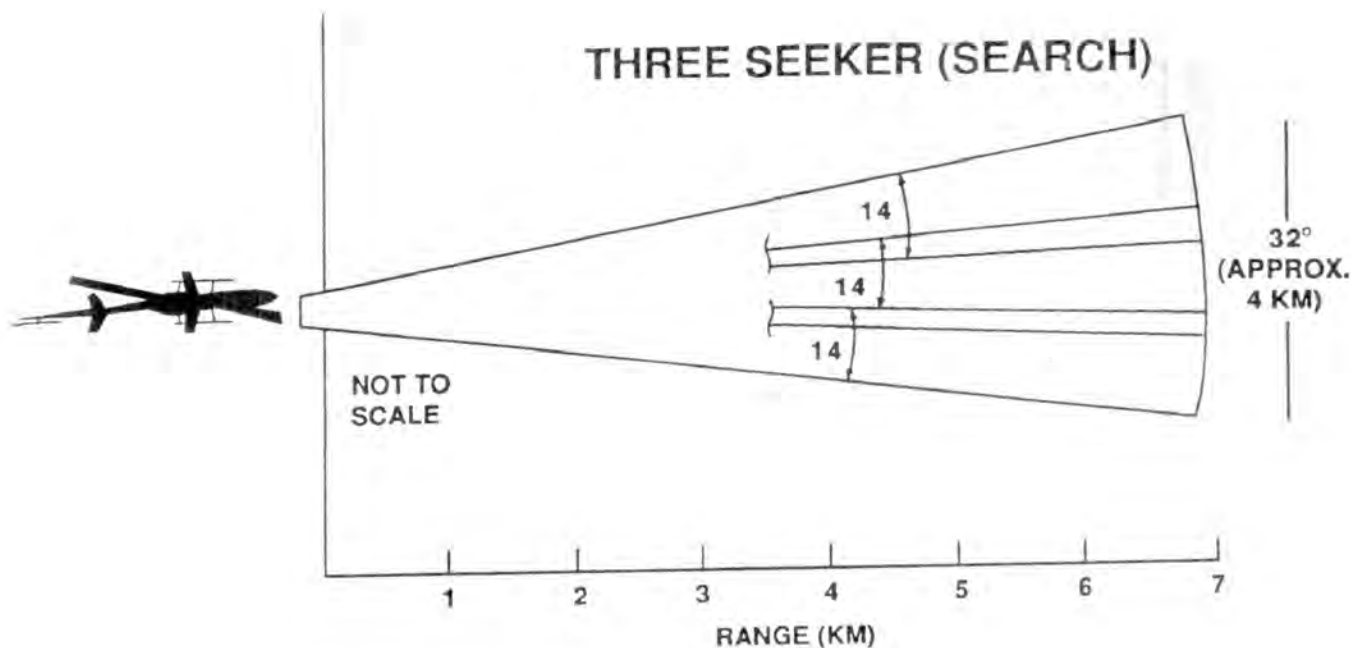 THREE SEEKER (SEARCH)
14
14
14
32°
(APPROX.
4 KM)
NOT TO
SCALE
1 2 3 4 5 6 7
RANGE (KM)